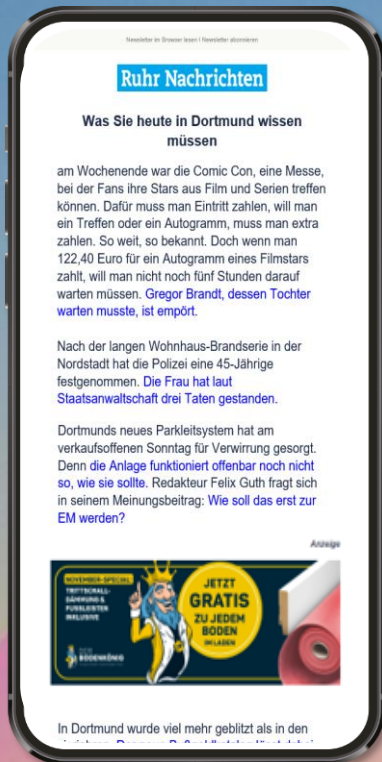 Newsletter im Browser lesen | Newsletter abonnieren
Ruhr Nachrichten
Was Sie heute in Dortmund wissen
müssen
am Wochenende war die Comic Con, eine Messe,
bei der Fans ihre Stars aus Film und Serien treffen
können. Dafür muss man Eintritt zahlen, will man
ein Treffen oder ein Autogramm, muss man extra
zahlen. So weit, so bekannt. Doch wenn man
122,40 Euro für ein Autogramm eines Filmstars
zahlt, will man nicht noch fünf Stunden darauf
warten müssen. Gregor Brandt, dessen Tochter
warten musste, ist empört.
Nach der langen Wohnhaus-Brandserie in der
Nordstadt hat die Polizei eine 45-Jährige
festgenommen. Die Frau hat laut
Staatsanwaltschaft drei Taten gestanden.
Dortmunds neues Parkleitsystem hat am
verkaufsoffenen Sonntag für Verwirrung gesorgt.
Denn die Anlage funktioniert offenbar noch nicht
so, wie sie sollte. Redakteur Felix Guth fragt sich
in seinem Meinungsbeitrag: Wie soll das erst zur
EM werden?
Anzeige
NOVEMBER-SPECIAL
TRITTSCHALL-
DÄMMUNG &
FUSSLEISTEN
INKLUSIVE
BODENKÖNIG
JETZT
GRATIS
ZU JEDEM
BODEN
IM LADEN
In Dortmund wurde viel mehr geblitzt als in den